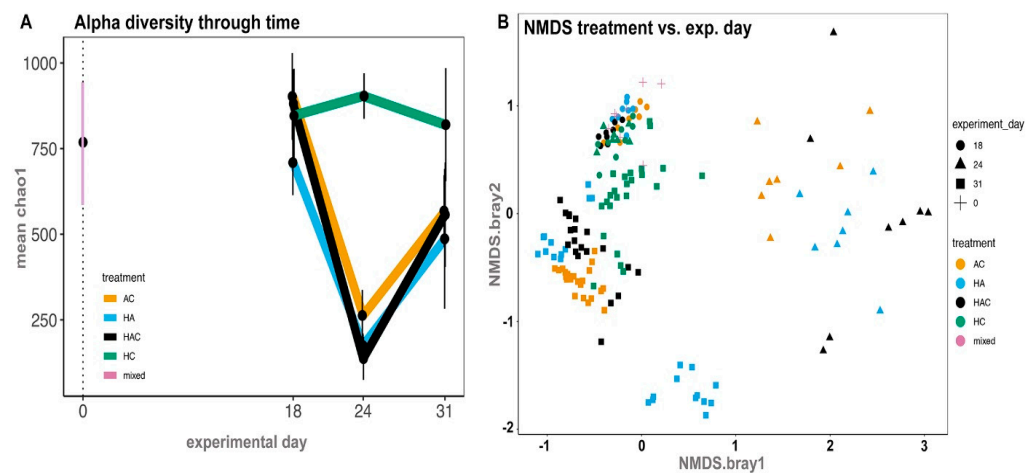 A
Alpha diversity through time
mean chao1
1000
750
500
250
treatment
AC
HA
HAC
HC
mixed
0
18
24
31
experimental day
B
NMDS treatment vs. exp. day
NMDS.bray2
1
0
-1
-2
-1
0
1
2
3
NMDS.bray1
experiment_day
18
24
31
0
treatment
AC
HA
HAC
HC
mixed